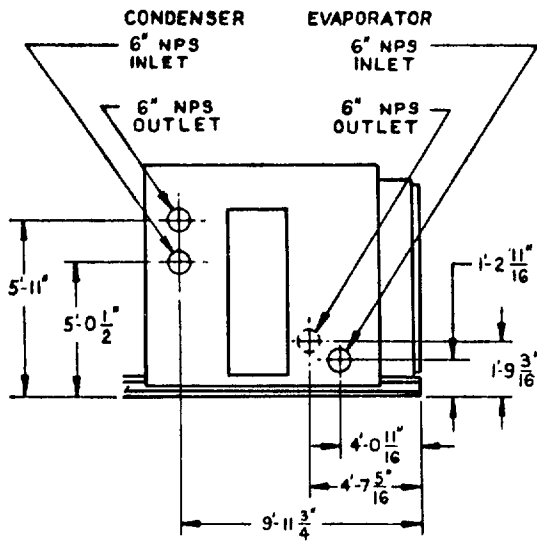 CONDENSER
6" NPS
INLET
6" NPS
OUTLET
EVAPORATOR
6" NPS
INLET
6" NPS
OUTLET
5'-11"
5'-0 1/2"
1'-2 11/16"
1'-9 3/16"
4'-0 11/16"
4'-7 5/16"
9'-11 3/4"